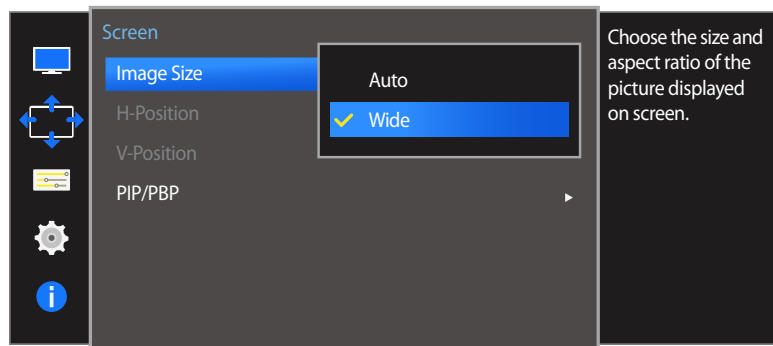 Screen
Image Size
Auto
Wide
H-Position
V-Position
PIP/PBP
Choose the size and
aspect ratio of the
picture displayed
on screen.